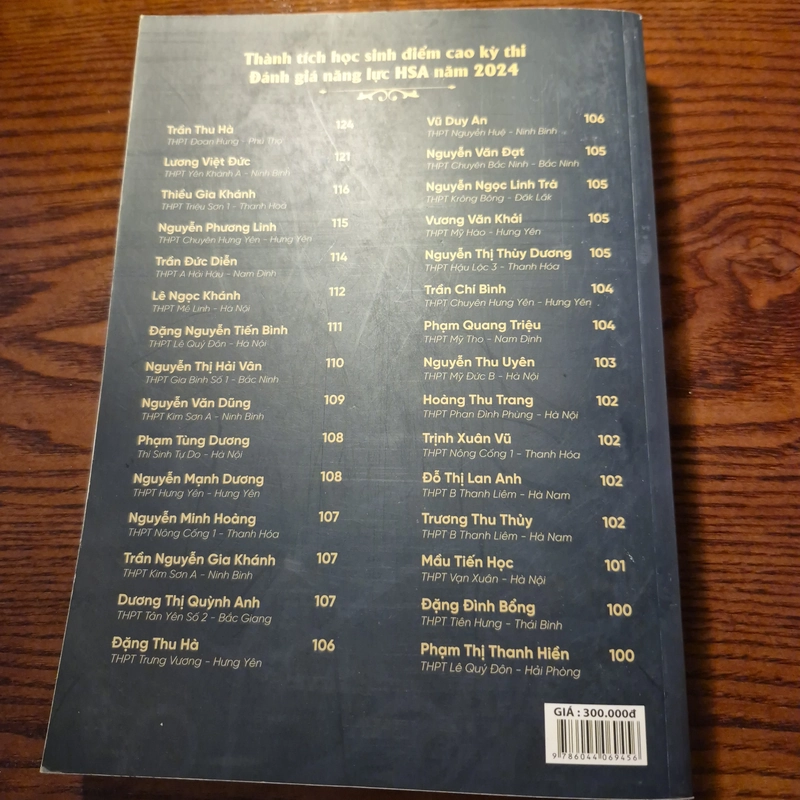 Thành tích học sinh điểm cao kỳ thi
Đánh giá năng lực HSA năm 2024
Trần Thu Hà 124
THPT Đoan Hùng - Phú Thọ
Lương Việt Đức 121
THPT Yên Khánh A - Ninh Bình
Thiều Gia Khánh 116
THPT Triệu Sơn 1 - Thanh Hoá
Nguyễn Phương Linh 115
THPT Chuyên Hưng Yên - Hưng Yên
Trần Đức Diễn 114
THPT A Hải Hậu - Nam Định
Lê Ngọc Khánh 112
THPT Mê Linh - Hà Nội
Đặng Nguyễn Tiến Bình 111
THPT Lê Quý Đôn - Hà Nội
Nguyễn Thị Hải Vân 110
THPT Gia Bình Số 1 - Bắc Ninh
Nguyễn Văn Dũng 109
THPT Kim Sơn A - Ninh Bình
Phạm Tùng Dương 108
Thí Sinh Tự Do - Hà Nội
Nguyễn Mạnh Dương 108
THPT Hưng Yên - Hưng Yên
Nguyễn Minh Hoàng 107
THPT Nông Cống 1 - Thanh Hóa
Trần Nguyễn Gia Khánh 107
THPT Kim Sơn A - Ninh Bình
Dương Thị Quỳnh Anh 107
THPT Tân Yên Số 2 - Bắc Giang
Đặng Thu Hà 106
THPT Trưng Vương - Hưng Yên
Vũ Duy An 106
THPT Nguyễn Huệ - Ninh Bình
Nguyễn Văn Đạt 105
THPT Chuyên Bắc Ninh - Bắc Ninh
Nguyễn Ngọc Linh Trà 105
THPT Krông Bông - Đắk Lắk
Vương Văn Khải 105
THPT Mỹ Hào - Hưng Yên
Nguyễn Thị Thùy Dương 105
THPT Hậu Lộc 3 - Thanh Hóa
Trần Chí Bình 104
THPT Chuyên Hưng Yên - Hưng Yên
Phạm Quang Triệu 104
THPT Mỹ Tho - Nam Định
Nguyễn Thu Uyên 103
THPT Mỹ Đức B - Hà Nội
Hoàng Thu Trang 102
THPT Phan Đình Phùng - Hà Nội
Trịnh Xuân Vũ 102
THPT Nông Cống 1 - Thanh Hóa
Đỗ Thị Lan Anh 102
THPT B Thanh Liêm - Hà Nam
Trương Thu Thủy 102
THPT B Thanh Liêm - Hà Nam
Mầu Tiến Học 101
THPT Vạn Xuân - Hà Nội
Đặng Đình Bổng 100
THPT Tiên Hưng - Thái Bình
Phạm Thị Thanh Hiền 100
THPT Lê Quý Đôn - Hải Phòng
GIÁ : 300.000đ
9 786044 069456